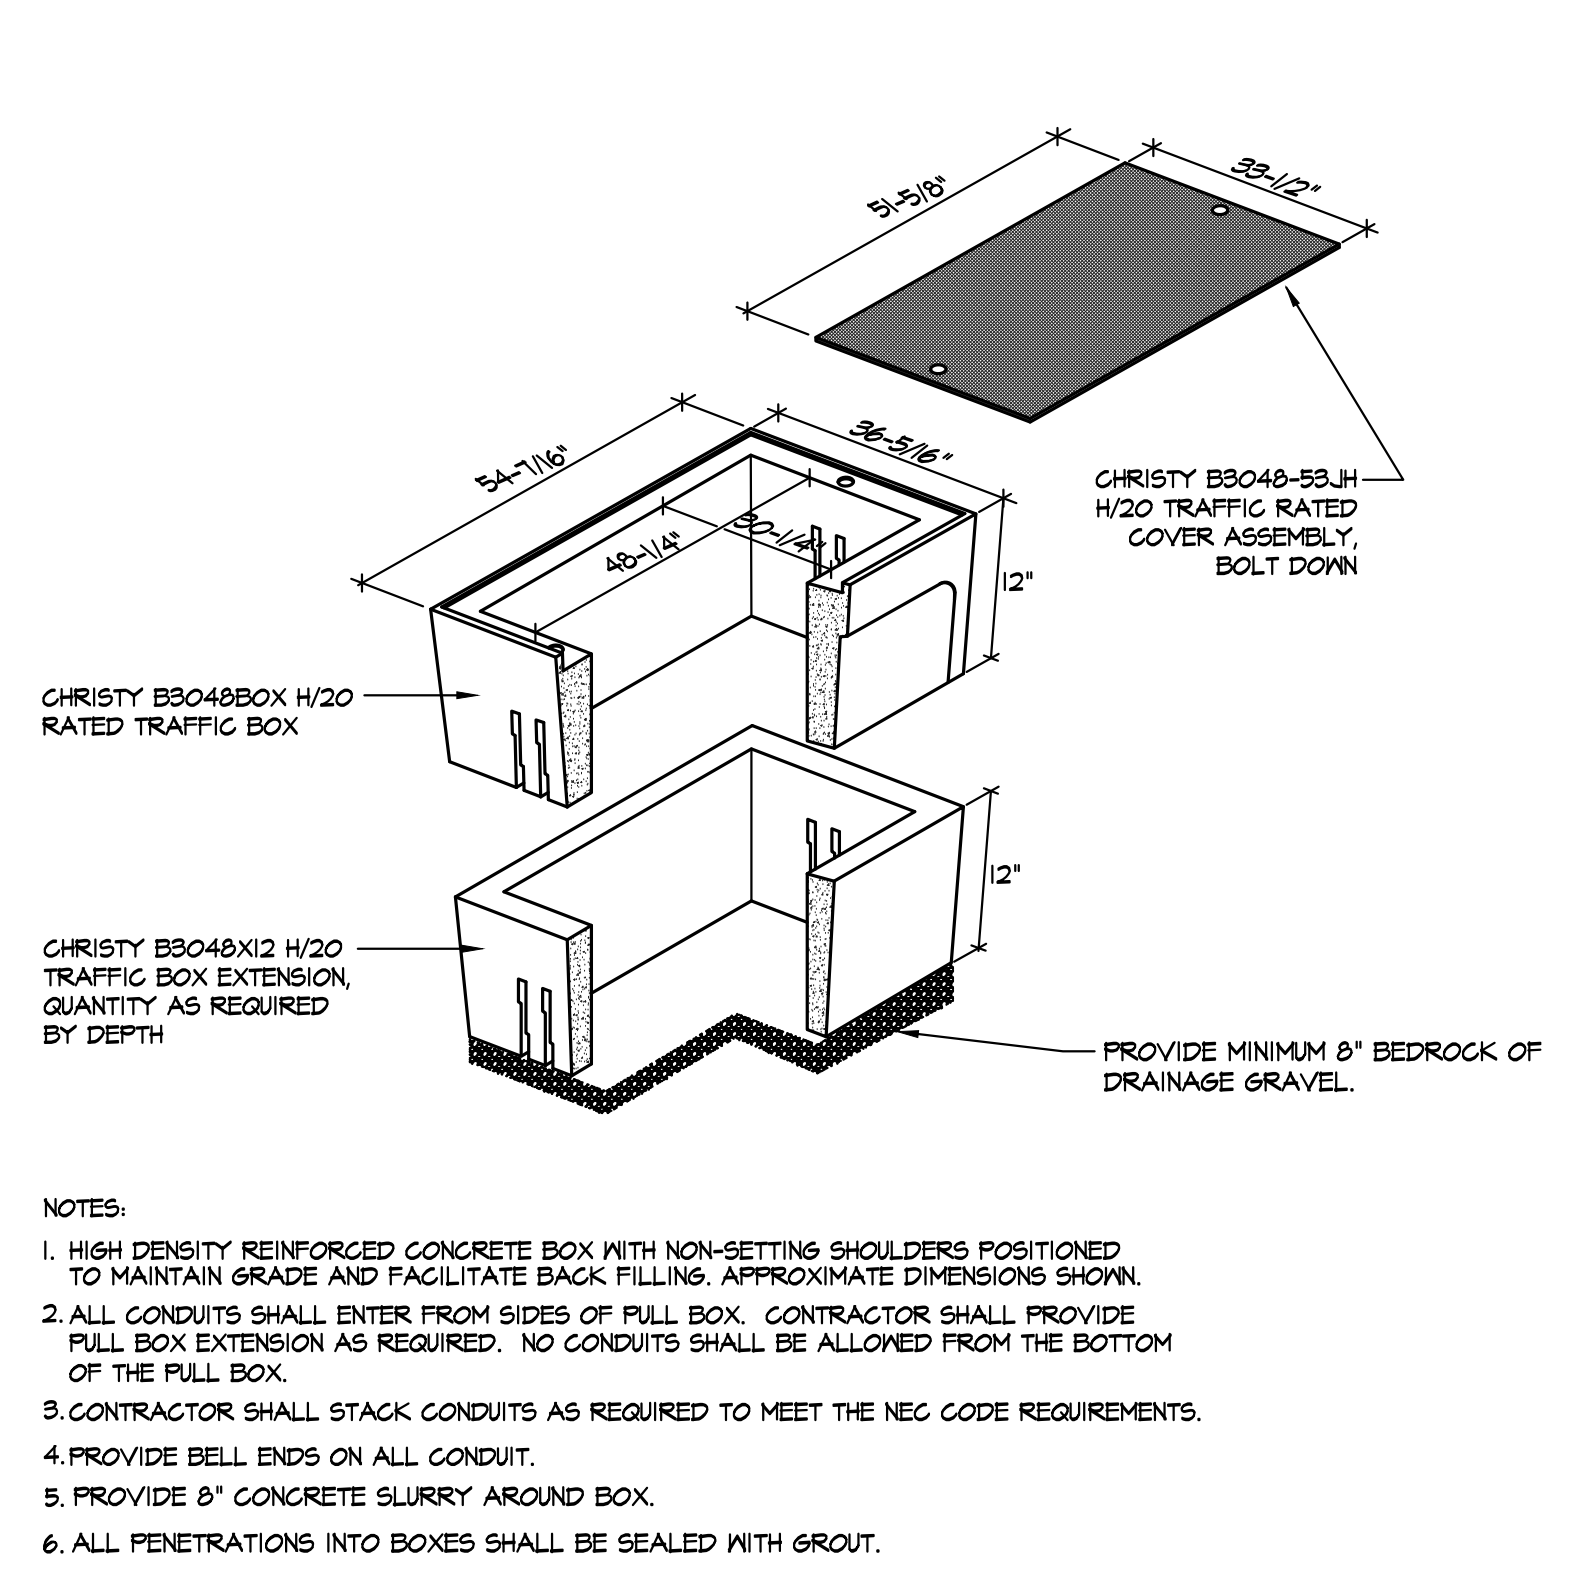 51-5/8"
33-1/2"
54-7/16"
36-5/16"
48-1/4"
30-1/4"
12"
CHRISTY B3048-53JH
H/20 TRAFFIC RATED
COVER ASSEMBLY,
BOLT DOWN
CHRISTY B3048BOX H/20
RATED TRAFFIC BOX
12"
CHRISTY B3048X12 H/20
TRAFFIC BOX EXTENSION,
QUANTITY AS REQUIRED
BY DEPTH
PROVIDE MINIMUM 8" BEDROCK OF
DRAINAGE GRAVEL.
NOTES:
1. HIGH DENSITY REINFORCED CONCRETE BOX WITH NON-SETTING SHOULDERS POSITIONED
TO MAINTAIN GRADE AND FACILITATE BACK FILLING. APPROXIMATE DIMENSIONS SHOWN.
2. ALL CONDUITS SHALL ENTER FROM SIDES OF PULL BOX. CONTRACTOR SHALL PROVIDE
PULL BOX EXTENSION AS REQUIRED. NO CONDUITS SHALL BE ALLOWED FROM THE BOTTOM
OF THE PULL BOX.
3. CONTRACTOR SHALL STACK CONDUITS AS REQUIRED TO MEET THE NEC CODE REQUIREMENTS.
4. PROVIDE BELL ENDS ON ALL CONDUIT.
5. PROVIDE 8" CONCRETE SLURRY AROUND BOX.
6. ALL PENETRATIONS INTO BOXES SHALL BE SEALED WITH GROUT.